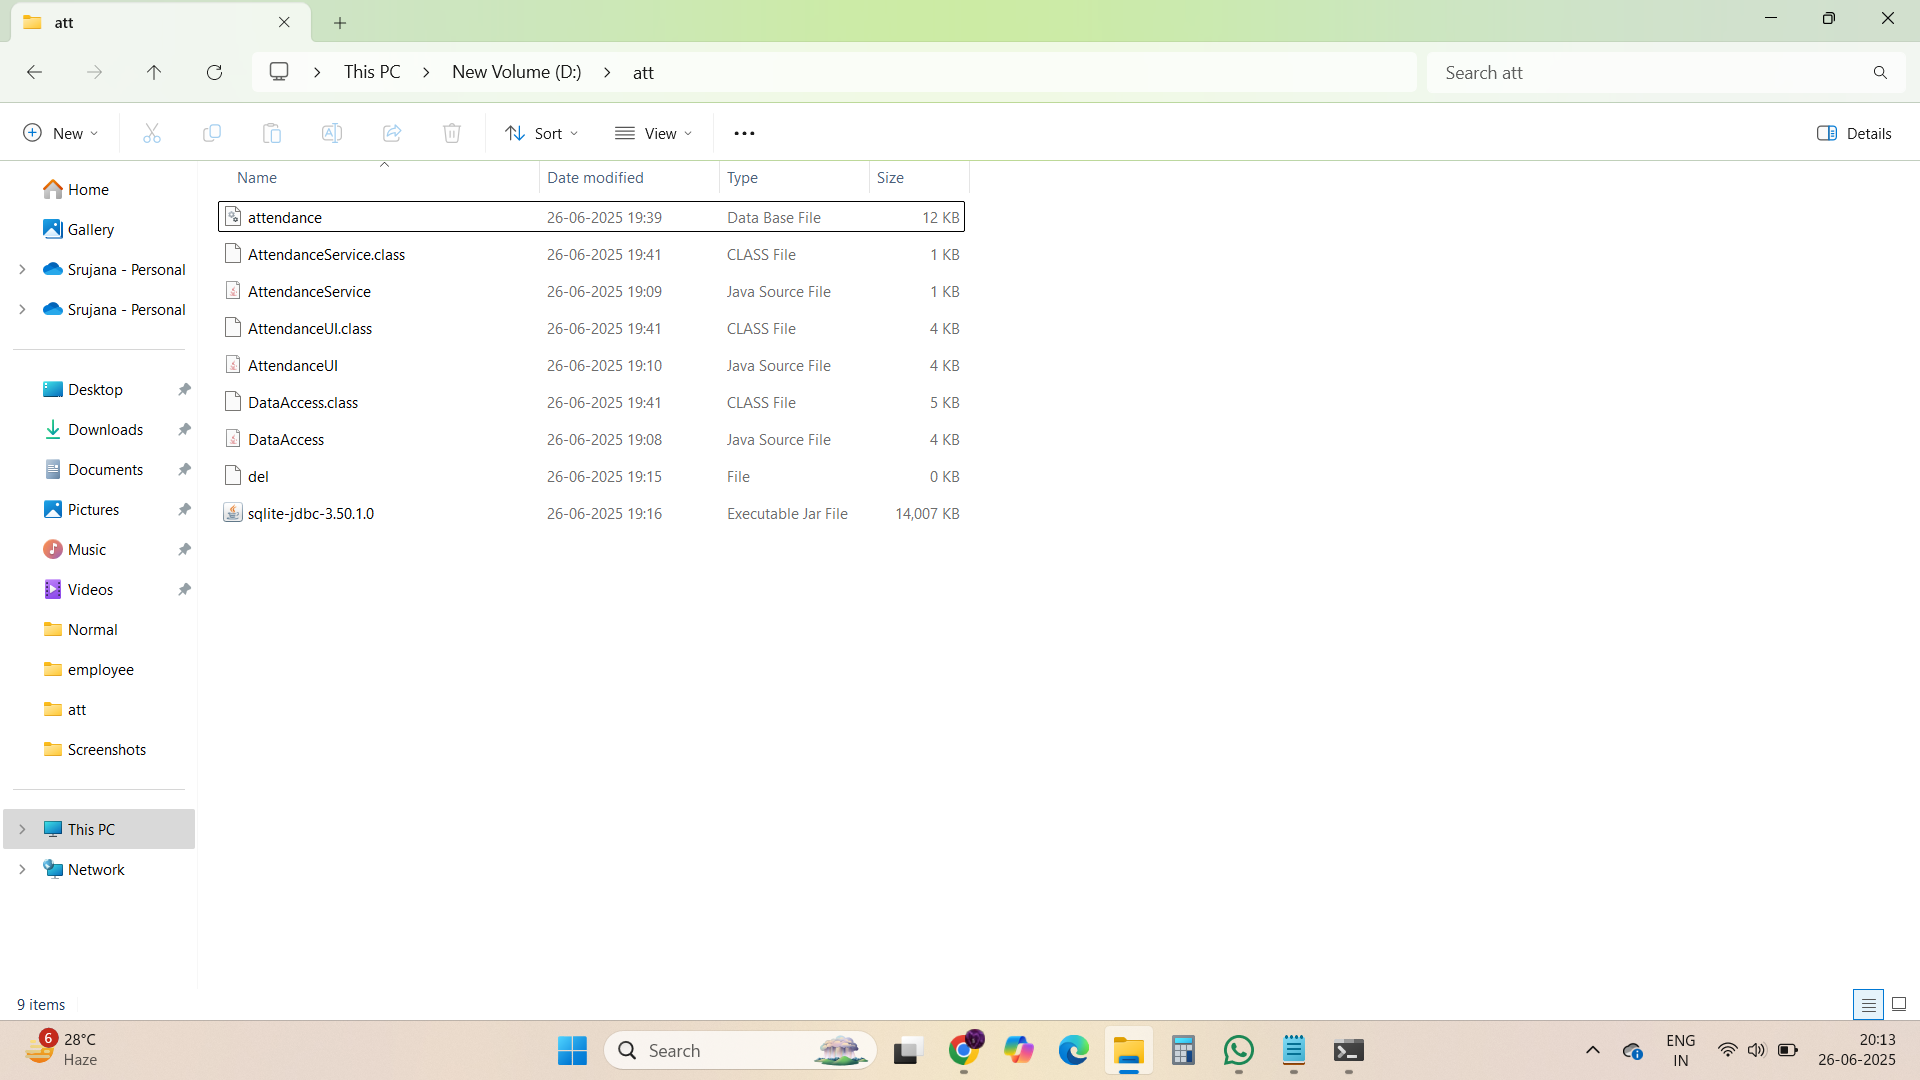 att
This PC
New Volume (D:)
att
Search att
New
Sort
View
Details
Name
Date modified
Type
Size
attendance 26-06-2025 19:39 Data Base File 12 KB
AttendanceService.class 26-06-2025 19:41 CLASS File 1 KB
AttendanceService 26-06-2025 19:09 Java Source File 1 KB
AttendanceUI.class 26-06-2025 19:41 CLASS File 4 KB
AttendanceUI 26-06-2025 19:10 Java Source File 4 KB
DataAccess.class 26-06-2025 19:41 CLASS File 5 KB
DataAccess 26-06-2025 19:08 Java Source File 4 KB
del 26-06-2025 19:15 File 0 KB
sqlite-jdbc-3.50.1.0 26-06-2025 19:16 Executable Jar File 14,007 KB
Home
Gallery
Srujana - Personal
Srujana - Personal
Desktop
Downloads
Documents
Pictures
Music
Videos
Normal
employee
att
Screenshots
This PC
Network
9 items
6
28°C
Haze
Search
ENG
IN
20:13
26-06-2025